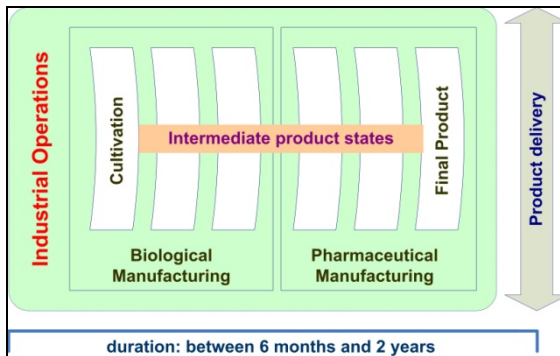 Industrial Operations
Cultivation
Intermediate product states
Final Product
Product delivery
Biological
Manufacturing
Pharmaceutical
Manufacturing
duration: between 6 months and 2 years